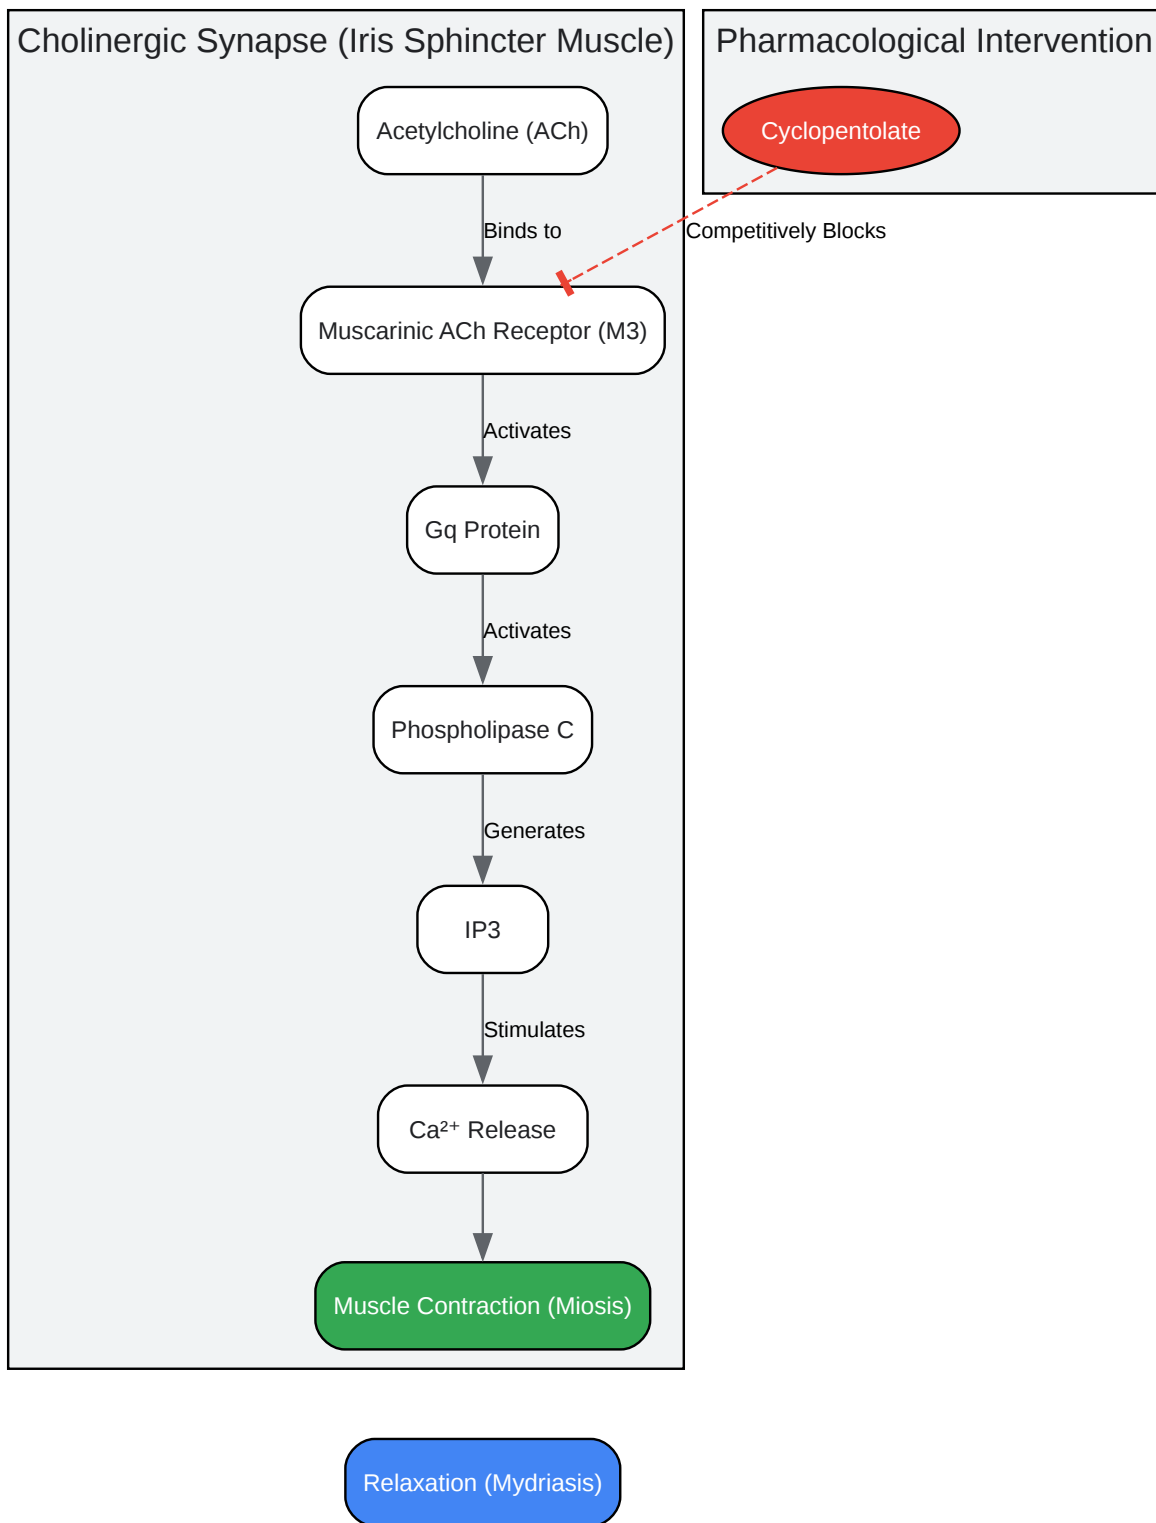 Cholinergic Synapse (Iris Sphincter Muscle)
Pharmacological Intervention
Acetylcholine (ACh)
Cyclopentolate
Binds to
Competitively Blocks
Muscarinic ACh Receptor (M3)
Activates
Gq Protein
Activates
Phospholipase C
Generates
IP3
Stimulates
Ca²⁺ Release
Muscle Contraction (Miosis)
Relaxation (Mydriasis)